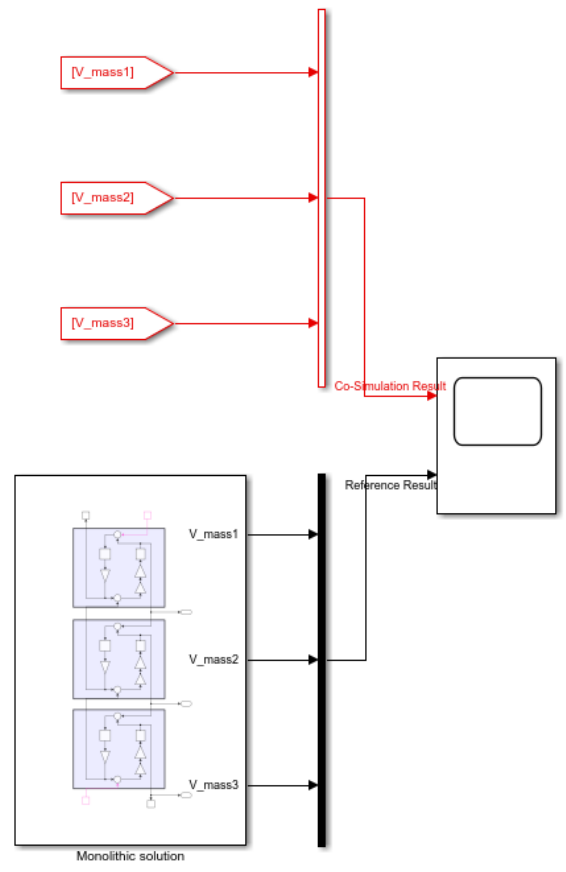 [V_mass1]
[V_mass2]
[V_mass3]
Co-Simulation Result
Reference Result
V_mass1
V_mass2
V_mass3
Monolithic solution